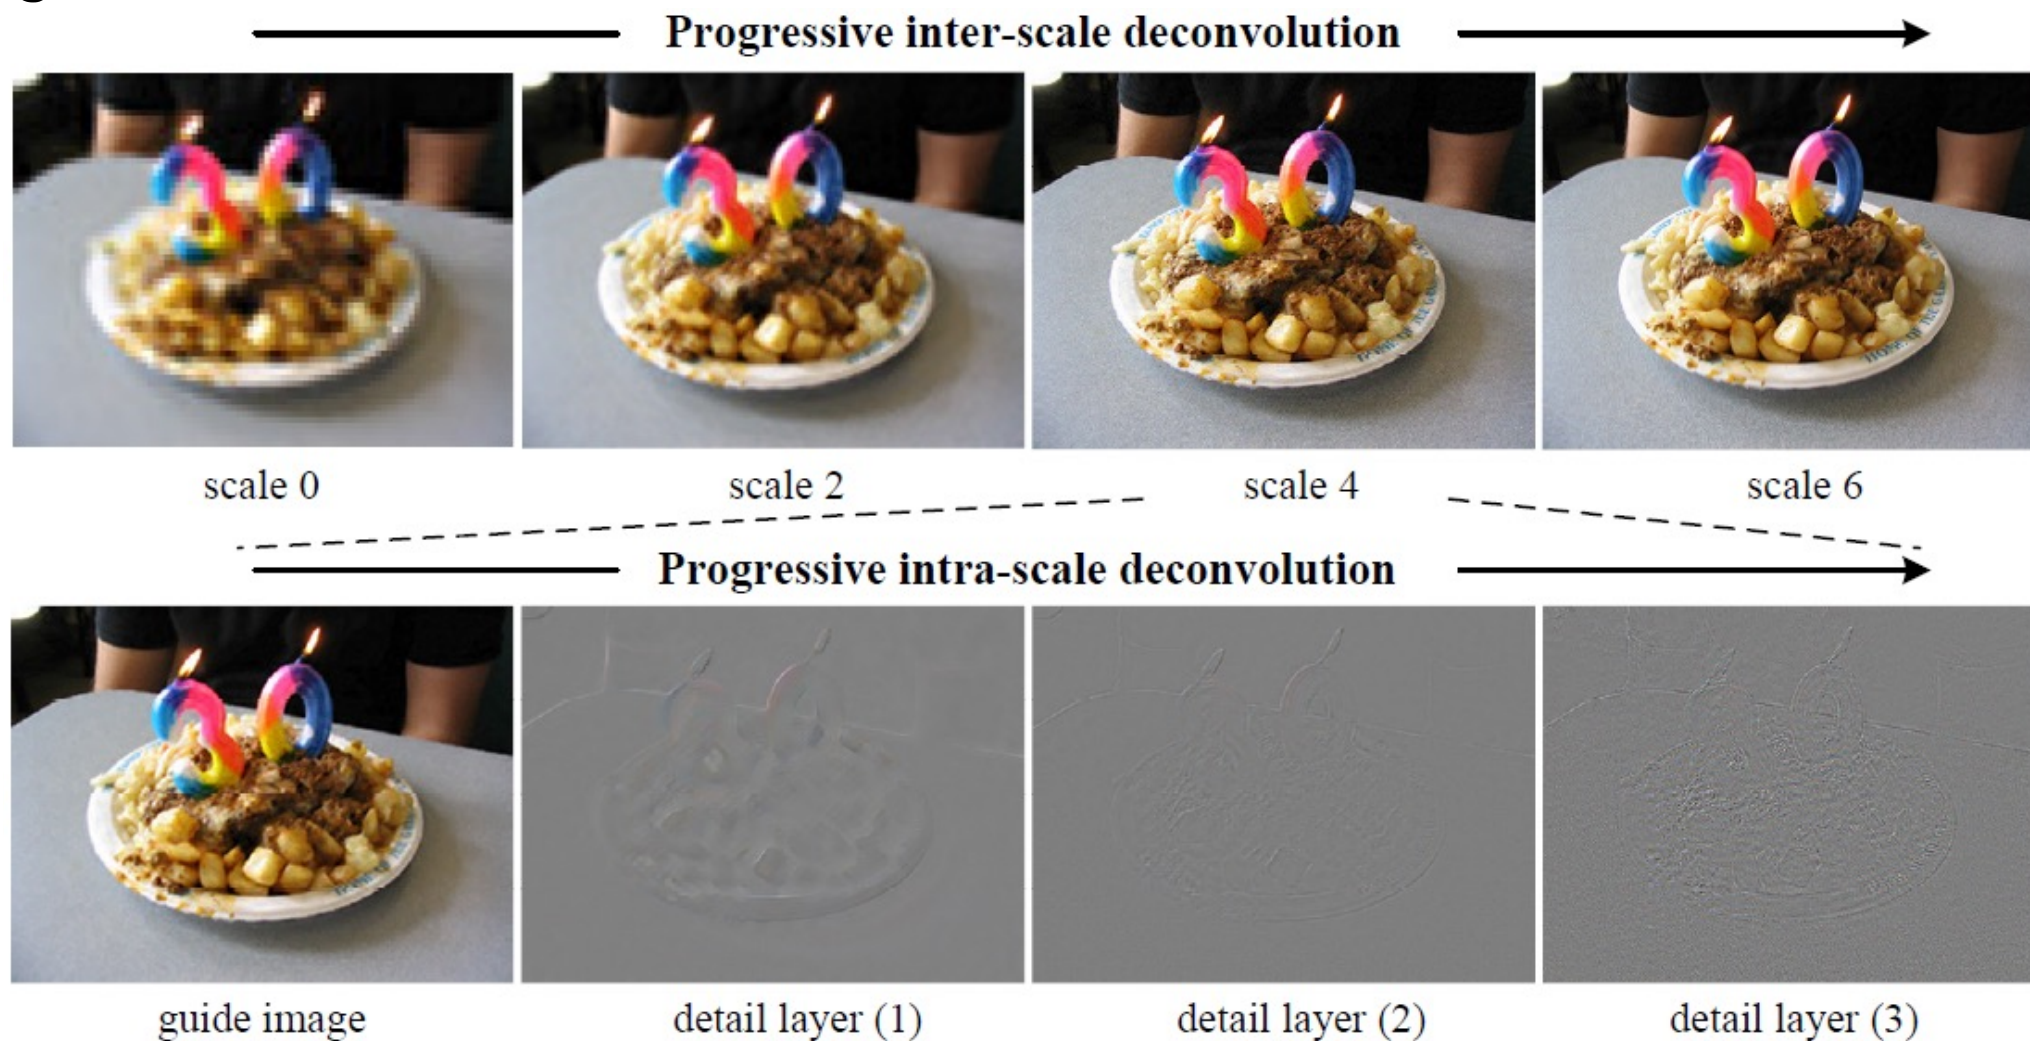 Progressive inter-scale deconvolution
scale 0
scale 2
scale 4
scale 6
Progressive intra-scale deconvolution
guide image
detail layer (1)
detail layer (2)
detail layer (3)